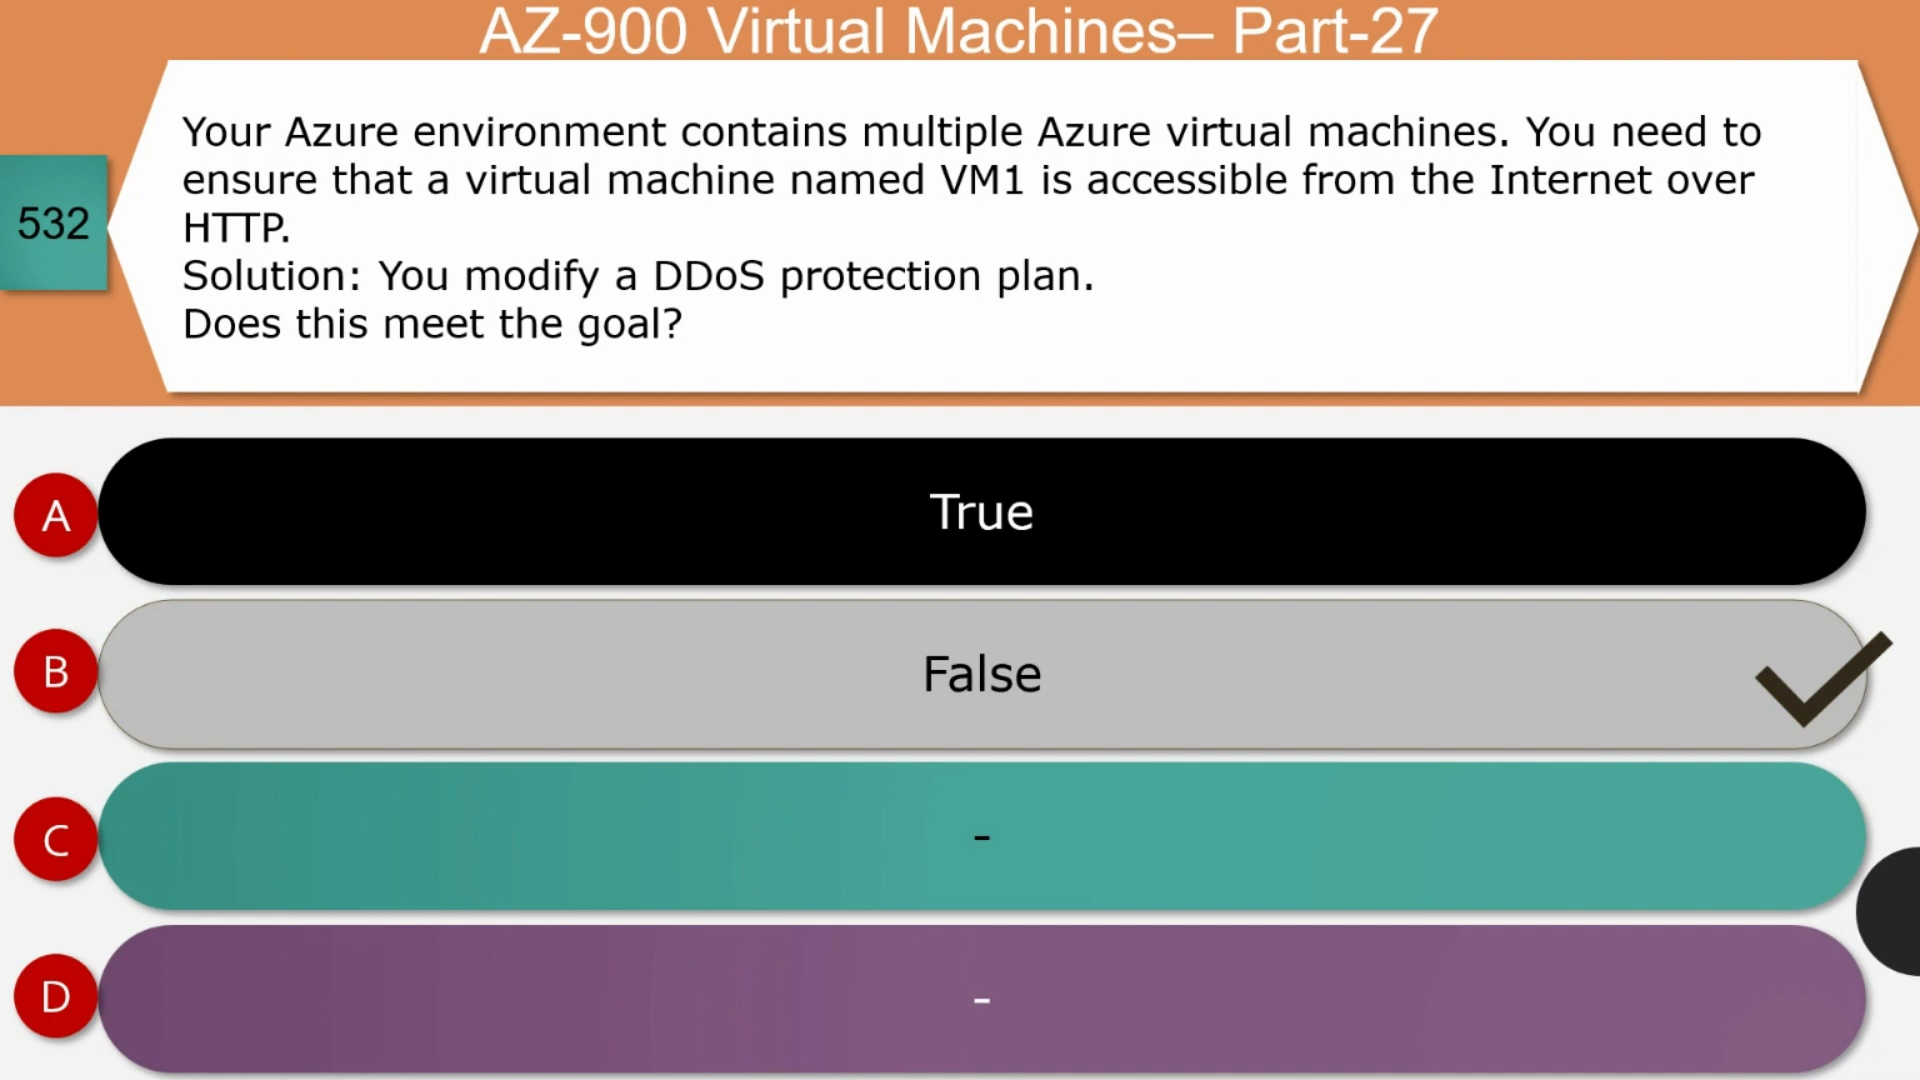 AZ-900 Virtual Machines– Part-27
532
Your Azure environment contains multiple Azure virtual machines. You need to
ensure that a virtual machine named VM1 is accessible from the Internet over
HTTP.
Solution: You modify a DDoS protection plan.
Does this meet the goal?
A True
B False
C -
D -